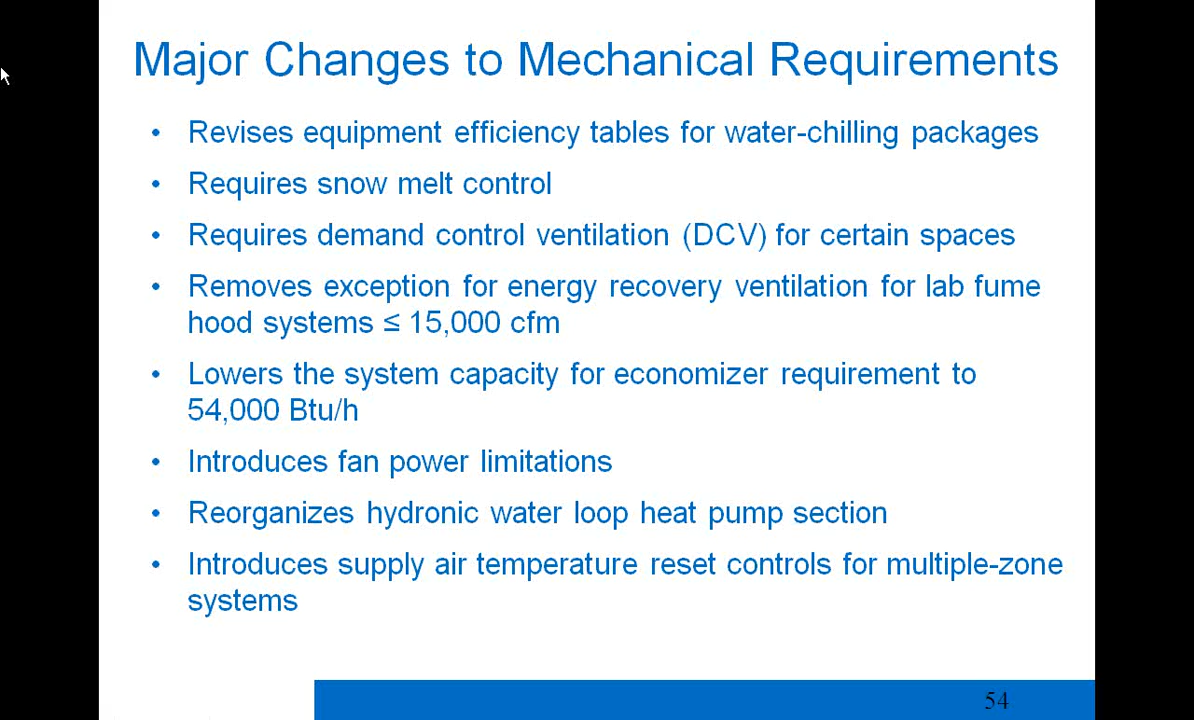 Major Changes to Mechanical Requirements
• Revises equipment efficiency tables for water-chilling packages
• Requires snow melt control
• Requires demand control ventilation (DCV) for certain spaces
• Removes exception for energy recovery ventilation for lab fume
hood systems ≤ 15,000 cfm
• Lowers the system capacity for economizer requirement to
54,000 Btu/h
• Introduces fan power limitations
• Reorganizes hydronic water loop heat pump section
• Introduces supply air temperature reset controls for multiple-zone
systems
54